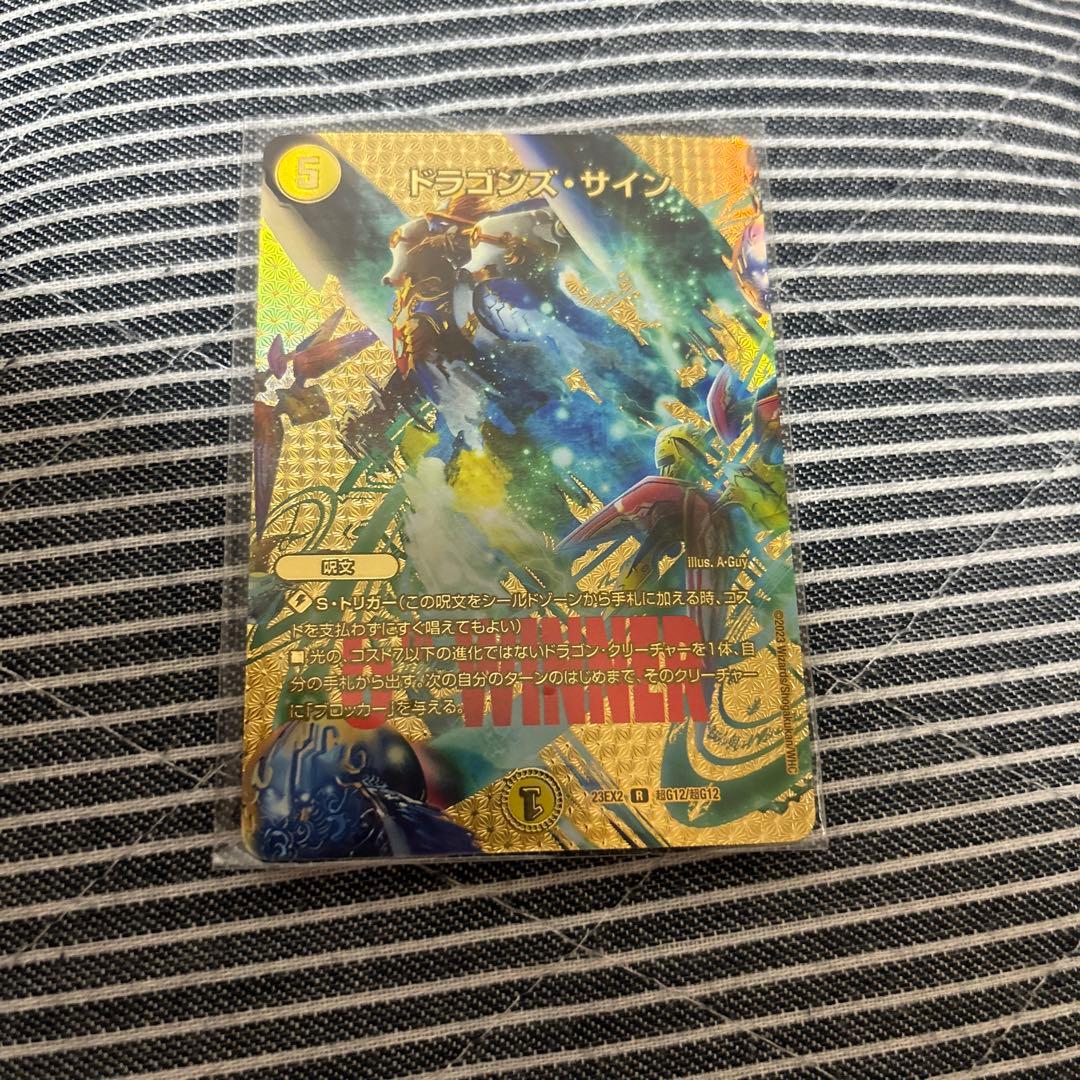 5
ドラゴンズ・サイン
呪文
illus. A•Guy
S・トリガー(この呪文をシールドゾーンから手札に加える時、コス
トを支払わずにすぐ唱えてもよい)
■光の、コスト7以下の進化ではないドラゴン・クリーチャーを1体、自
分の手札から出す。次の自分のターンのはじめまで、そのクリーチャー
に「ブロッカー」を与える。
WINNER
1
23EX2 R 超G12/超G12
©2023 Wizards/Shogakukan/WHC